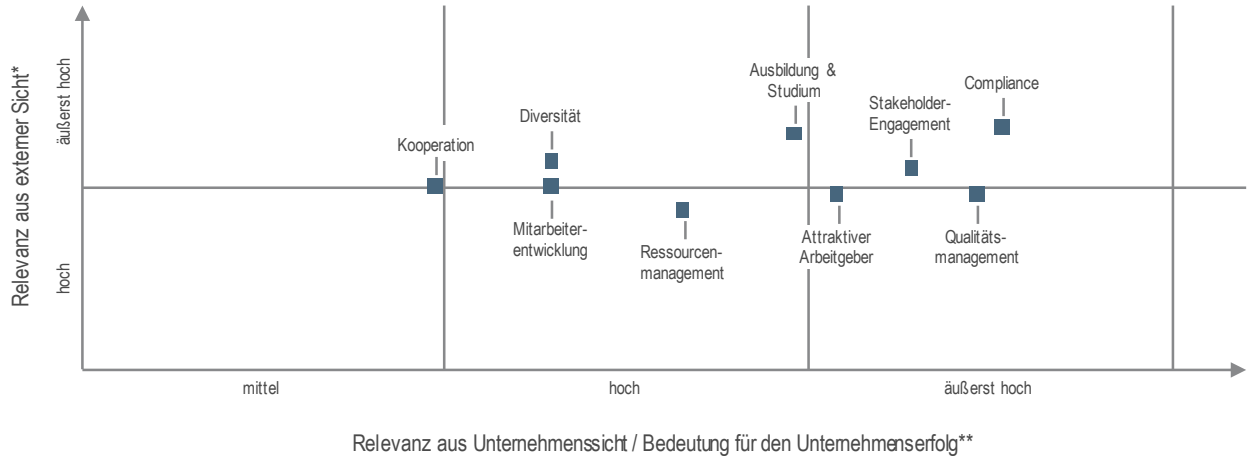 Relevanz aus externer Sicht*
äußerst hoch
hoch
Kooperation
Diversität
Mitarbeiter-
entwicklung
Ressourcen-
management
Ausbildung &
Studium
Stakeholder-
Engagement
Compliance
Attraktiver
Arbeitgeber
Qualitäts-
management
mittel
hoch
äußerst hoch
Relevanz aus Unternehmenssicht / Bedeutung für den Unternehmenserfolg**